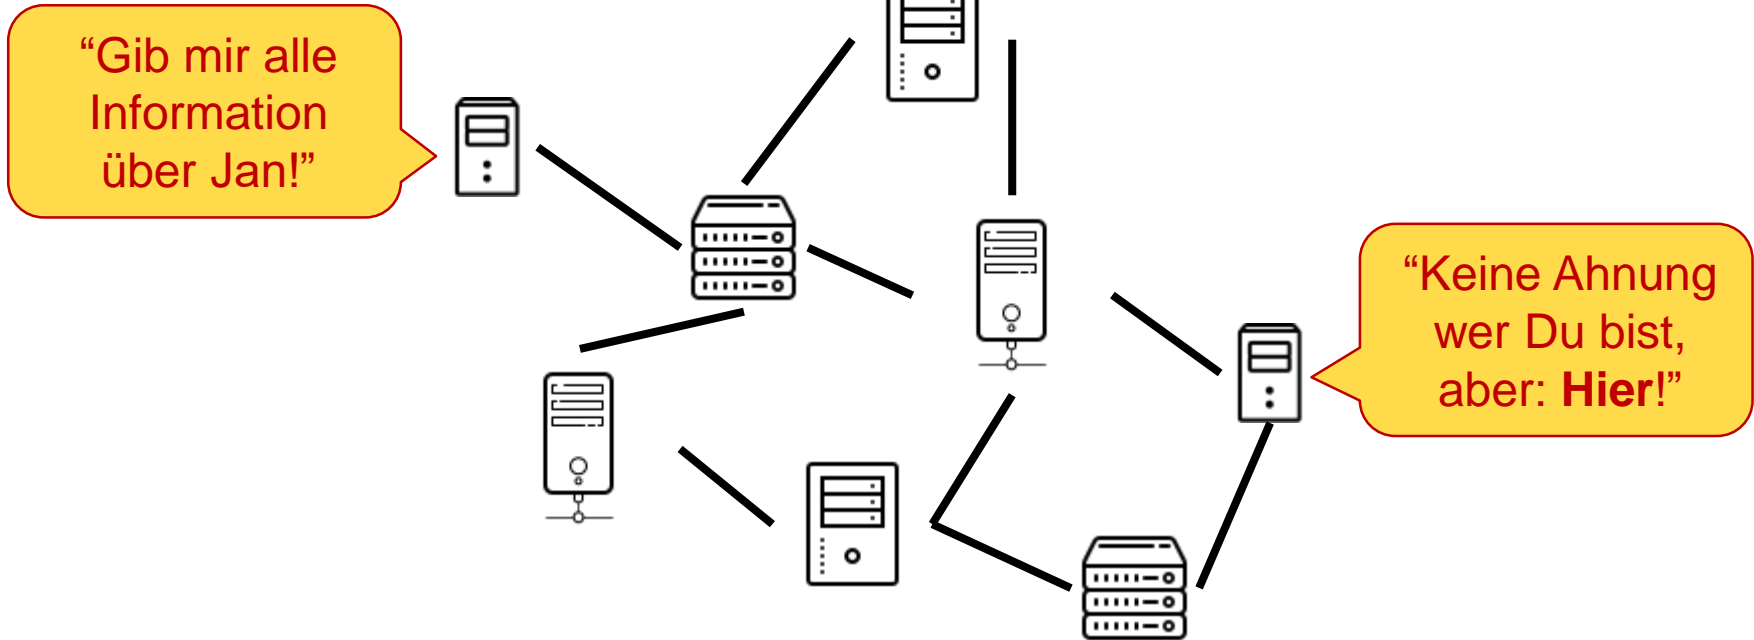 “Gib mir alle
Information
über Jan!”
“Keine Ahnung
wer Du bist,
aber: Hier!”